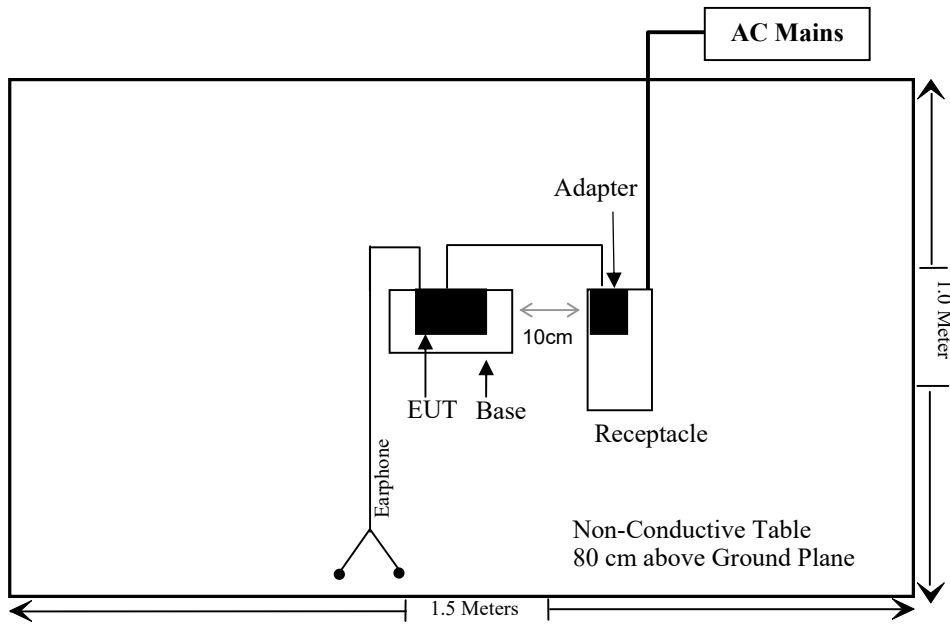 AC Mains
Adapter
1.0 Meter
10cm
EUT
Base
Receptacle
Earphone
Non-Conductive Table
80 cm above Ground Plane
1.5 Meters